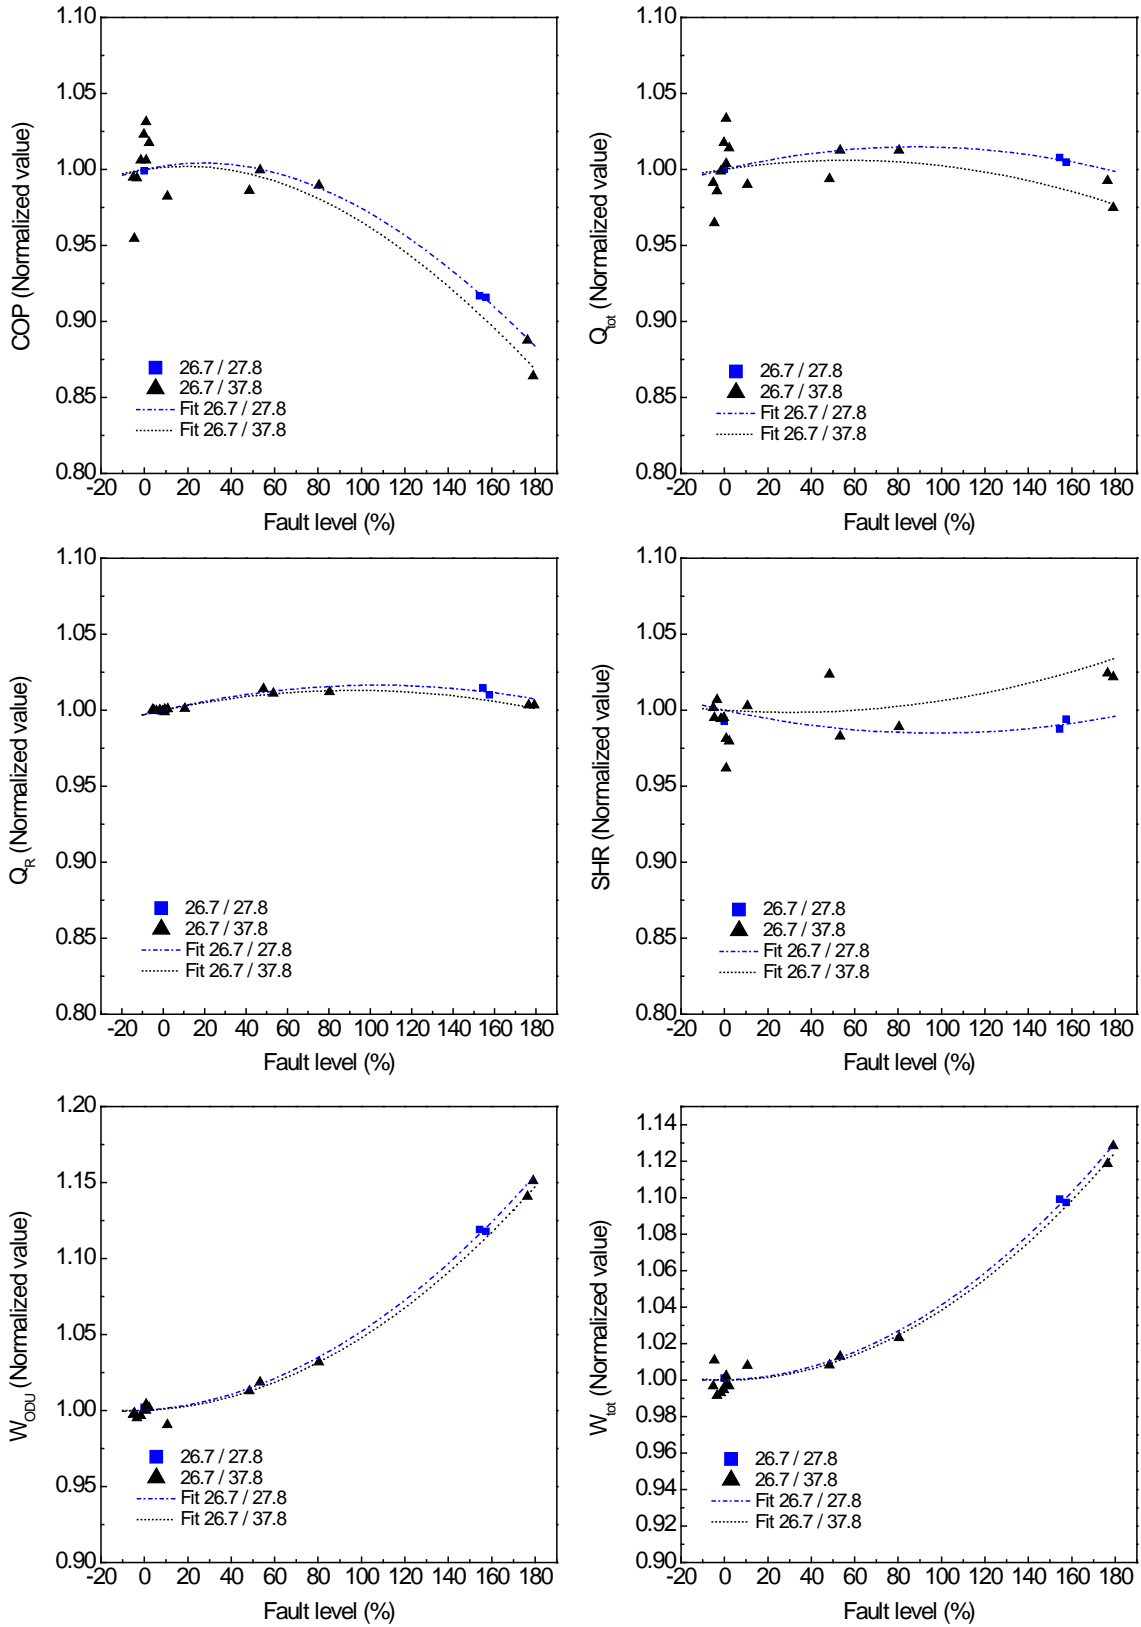 1.10
1.05
1.00
0.95
0.90
0.85
0.80
COP (Normalized value)
26.7 / 27.8
26.7 / 37.8
Fit 26.7 / 27.8
Fit 26.7 / 37.8
-20 0 20 40 60 80 100 120 140 160 180
Fault level (%)
1.10
1.05
1.00
0.95
0.90
0.85
0.80
Qtot (Normalized value)
26.7 / 27.8
26.7 / 37.8
Fit 26.7 / 27.8
Fit 26.7 / 37.8
-20 0 20 40 60 80 100 120 140 160 180
Fault level (%)
1.10
1.05
1.00
0.95
0.90
0.85
0.80
QR (Normalized value)
26.7 / 27.8
26.7 / 37.8
Fit 26.7 / 27.8
Fit 26.7 / 37.8
-20 0 20 40 60 80 100 120 140 160 180
Fault level (%)
1.10
1.05
1.00
0.95
0.90
0.85
0.80
SHR (Normalized value)
26.7 / 27.8
26.7 / 37.8
Fit 26.7 / 27.8
Fit 26.7 / 37.8
-20 0 20 40 60 80 100 120 140 160 180
Fault level (%)
1.20
1.15
1.10
1.05
1.00
0.95
0.90
WODU (Normalized value)
26.7 / 27.8
26.7 / 37.8
Fit 26.7 / 27.8
Fit 26.7 / 37.8
-20 0 20 40 60 80 100 120 140 160 180
Fault level (%)
1.14
1.12
1.10
1.08
1.06
1.04
1.02
1.00
0.98
0.96
0.94
0.92
0.90
Wtot (Normalized value)
26.7 / 27.8
26.7 / 37.8
Fit 26.7 / 27.8
Fit 26.7 / 37.8
-20 0 20 40 60 80 100 120 140 160 180
Fault level (%)